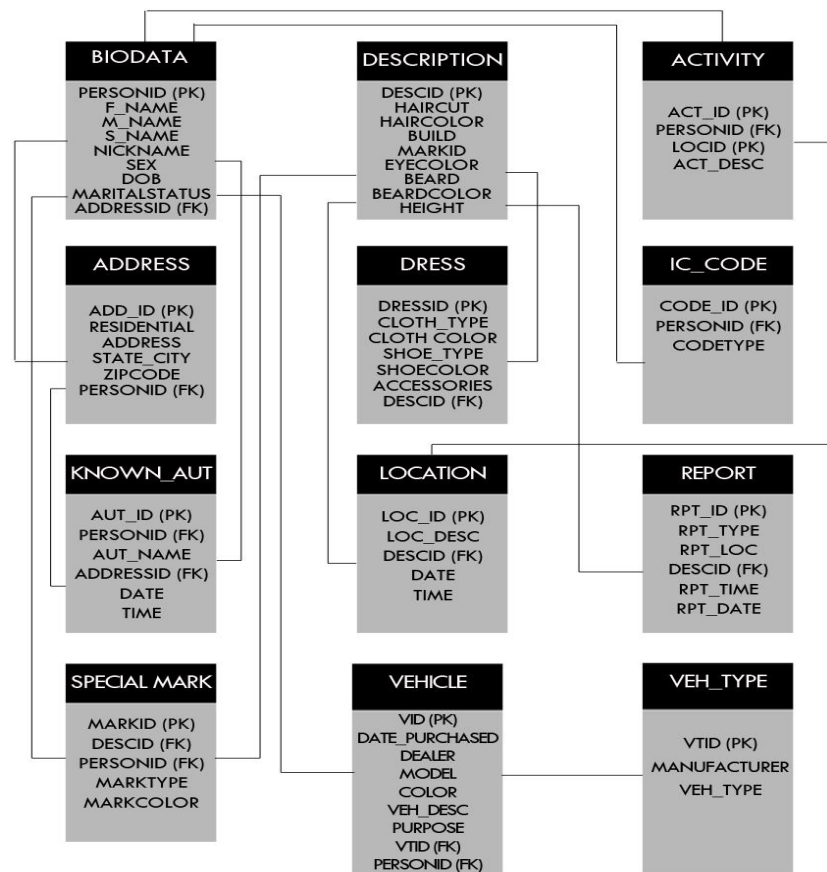 BIODATA
PERSONID (PK)
F_NAME
M_NAME
S_NAME
NICKNAME
SEX
DOB
MARITALSTATUS
ADDRESSID (FK)
DESCRIPTION
DESCID (PK)
HAIRCUT
HAIRCOLOR
BUILD
MARKID
EYECOLOR
BEARD
BEARDCOLOR
HEIGHT
ACTIVITY
ACT_ID (PK)
PERSONID (FK)
LOCID (PK)
ACT_DESC
ADDRESS
ADD_ID (PK)
RESIDENTIAL
ADDRESS
STATE_CITY
ZIPCODE
PERSONID (FK)
DRESS
DRESSID (PK)
CLOTH_TYPE
CLOTH COLOR
SHOE_TYPE
SHOECOLOR
ACCESSORIES
DESCID (FK)
IC_CODE
CODE_ID (PK)
PERSONID (FK)
CODETYPE
KNOWN_AUT
AUT_ID (PK)
PERSONID (FK)
AUT_NAME
ADDRESSID (FK)
DATE
TIME
LOCATION
LOC_ID (PK)
LOC_DESC
DESCID (FK)
DATE
TIME
REPORT
RPT_ID (PK)
RPT_TYPE
RPT_LOC
DESCID (FK)
RPT_TIME
RPT_DATE
SPECIAL MARK
MARKID (PK)
DESCID (FK)
PERSONID (FK)
MARKTYPE
MARKCOLOR
VEHICLE
VID (PK)
DATE_PURCHASED
DEALER
MODEL
COLOR
VEH_DESC
PURPOSE
VTID (FK)
PERSONID (FK)
VEH_TYPE
VTID (PK)
MANUFACTURER
VEH_TYPE